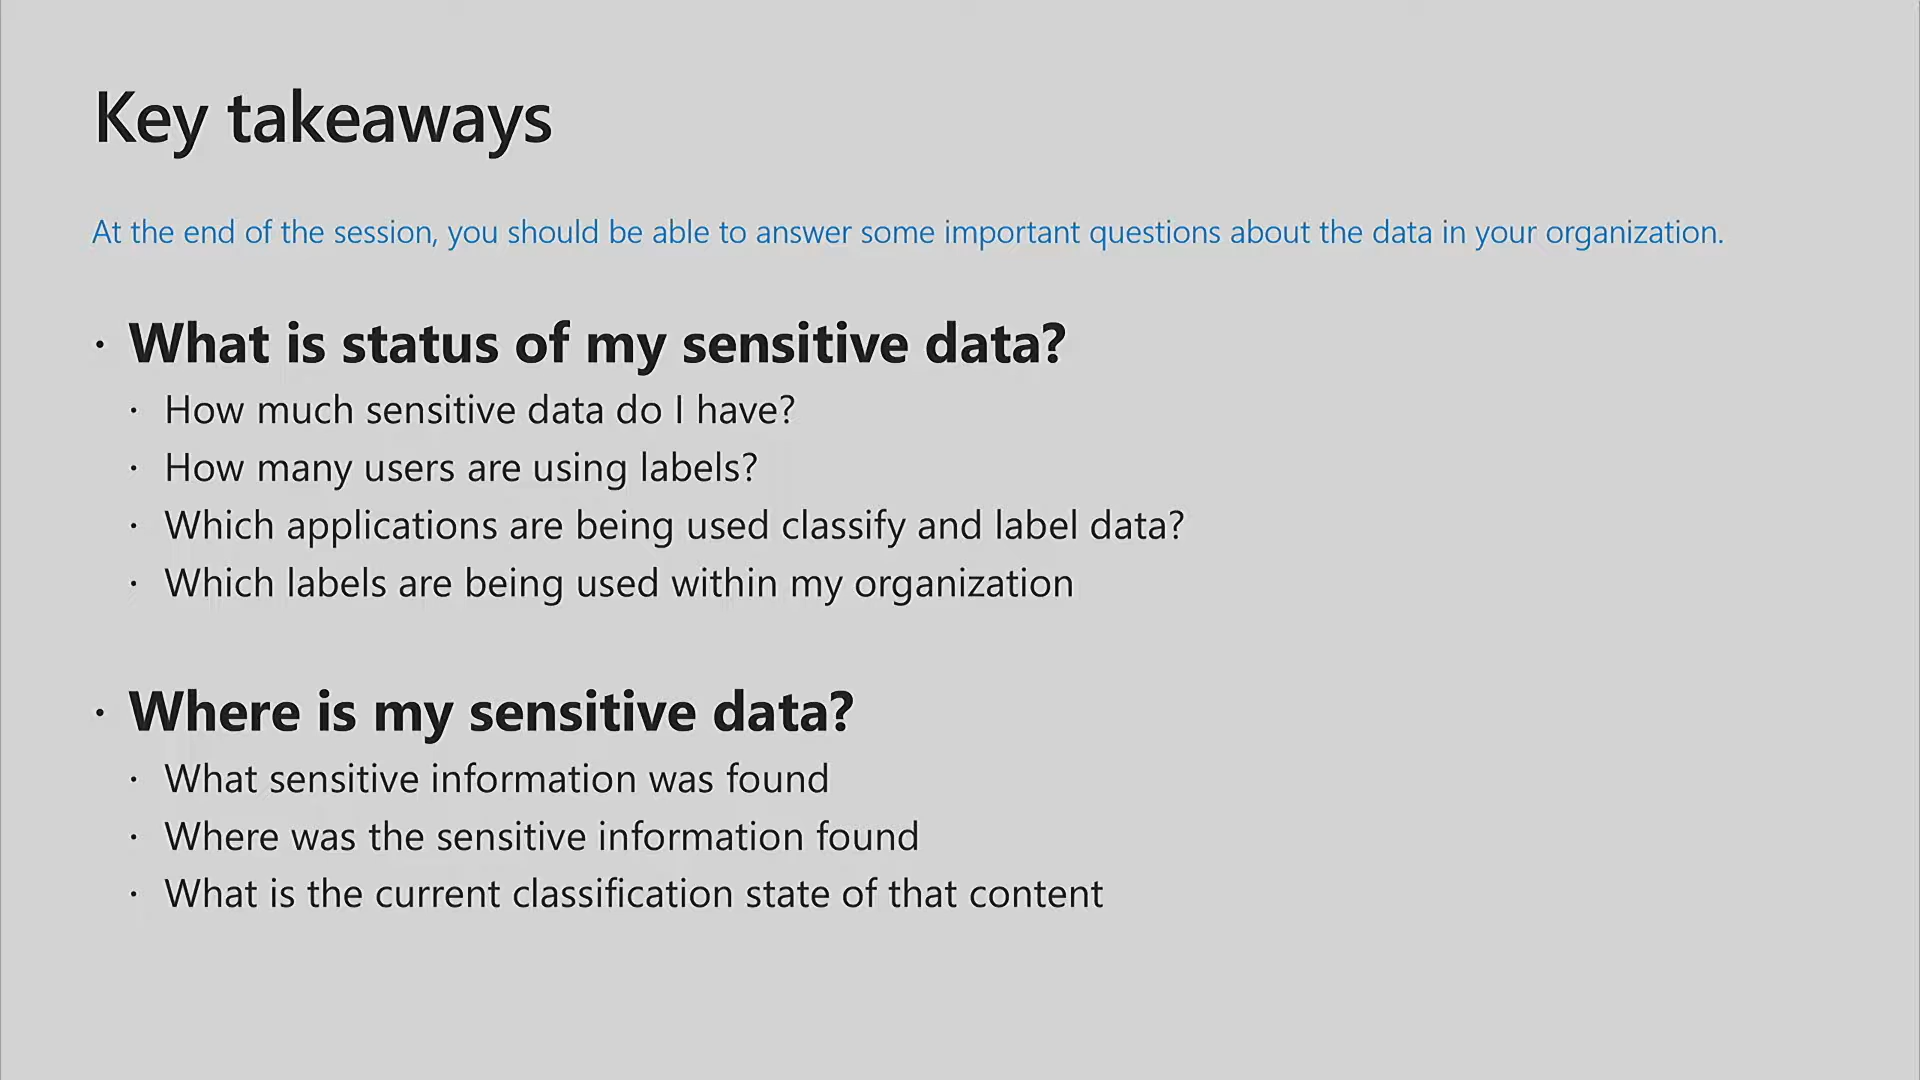 Key takeaways
At the end of the session, you should be able to answer some important questions about the data in your organization.
· What is status of my sensitive data?
· How much sensitive data do I have?
· How many users are using labels?
· Which applications are being used classify and label data?
· Which labels are being used within my organization
· Where is my sensitive data?
· What sensitive information was found
· Where was the sensitive information found
· What is the current classification state of that content